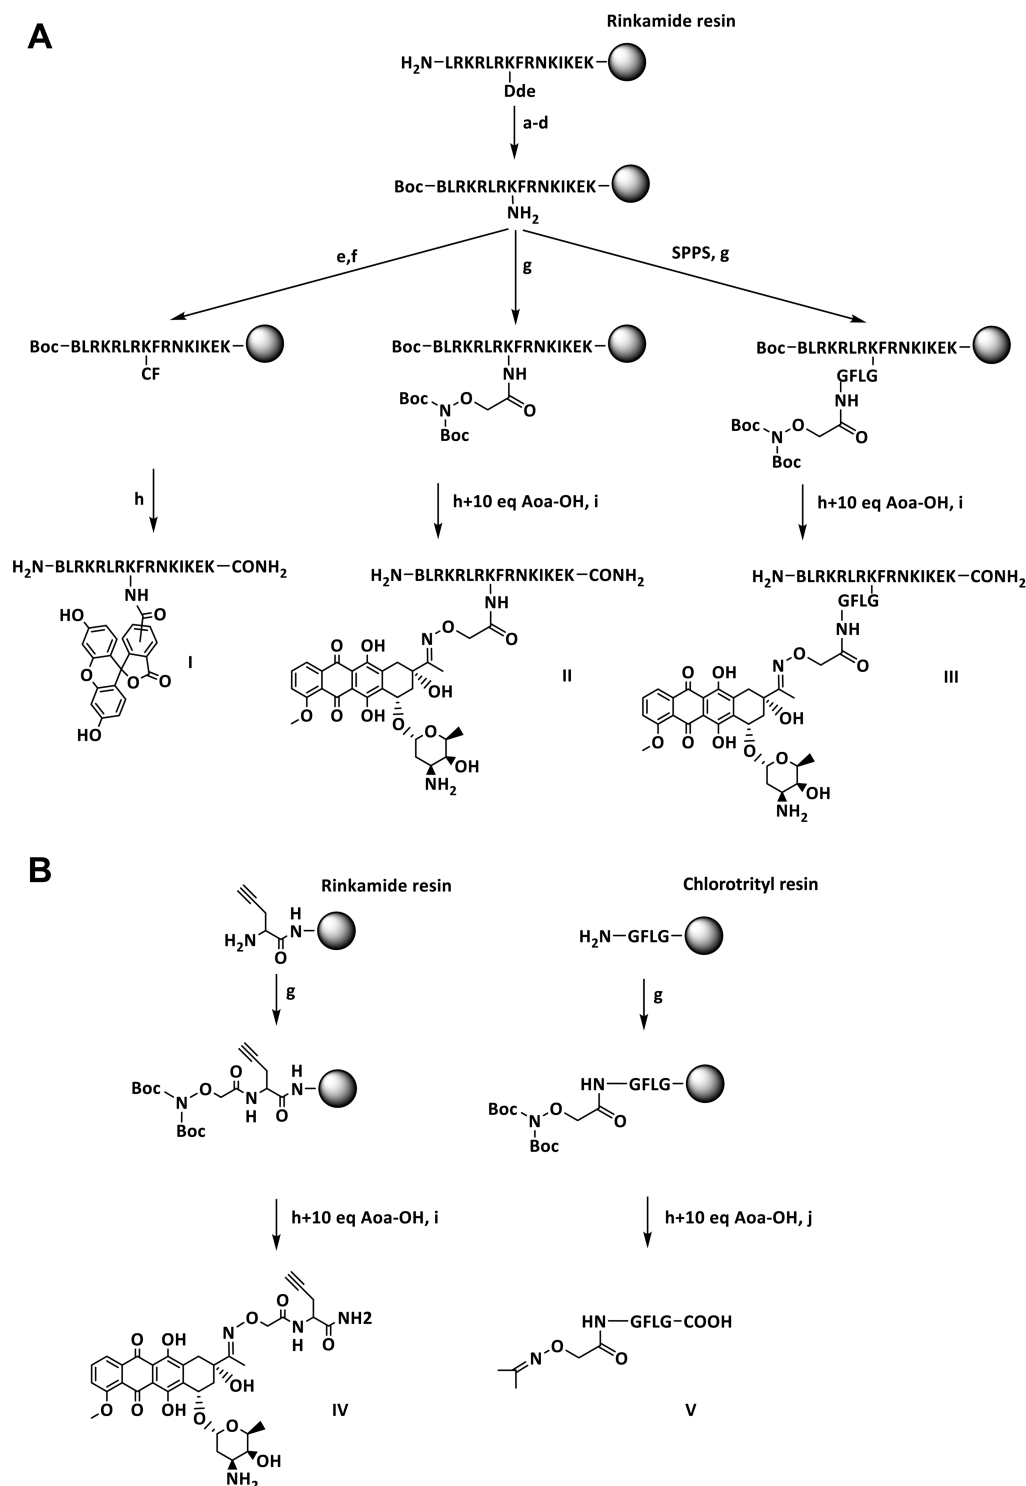 A
Rinkamide resin
H2N–LRKRLRKFRNKIKEK–
Dde
a-d
Boc–BLRKRLRKFRNKIKEK–
NH2
e,f
g
SPPS, g
Boc–BLRKRLRKFRNKIKEK–
CF
Boc–BLRKRLRKFRNKIKEK–
NH
Boc
N
O
O
Boc
Boc–BLRKRLRKFRNKIKEK–
GFLG
NH
Boc
N
O
O
Boc
h
h+10 eq Aoa-OH, i
h+10 eq Aoa-OH, i
H2N–BLRKRLRKFRNKIKEK–CONH2
NH
O
HO
O
O
O
HO
I
H2N–BLRKRLRKFRNKIKEK–CONH2
NH
N
O
O
O
OH
OH
O
O
OH
O
O
OH
NH2
II
H2N–BLRKRLRKFRNKIKEK–CONH2
GFLG
NH
N
O
O
O
OH
OH
O
O
OH
O
O
OH
NH2
III
B
Rinkamide resin
H2N
H
N
O
g
Boc
N
O
O
N
H
H
N
O
Boc
h+10 eq Aoa-OH, i
O
N
O
N
H
NH2
O
O
OH
OH
O
O
OH
O
O
OH
NH2
IV
Chlorotrityl resin
H2N–GFLG–
g
HN–GFLG–
Boc
N
O
O
Boc
h+10 eq Aoa-OH, j
HN–GFLG–COOH
N
O
O
V